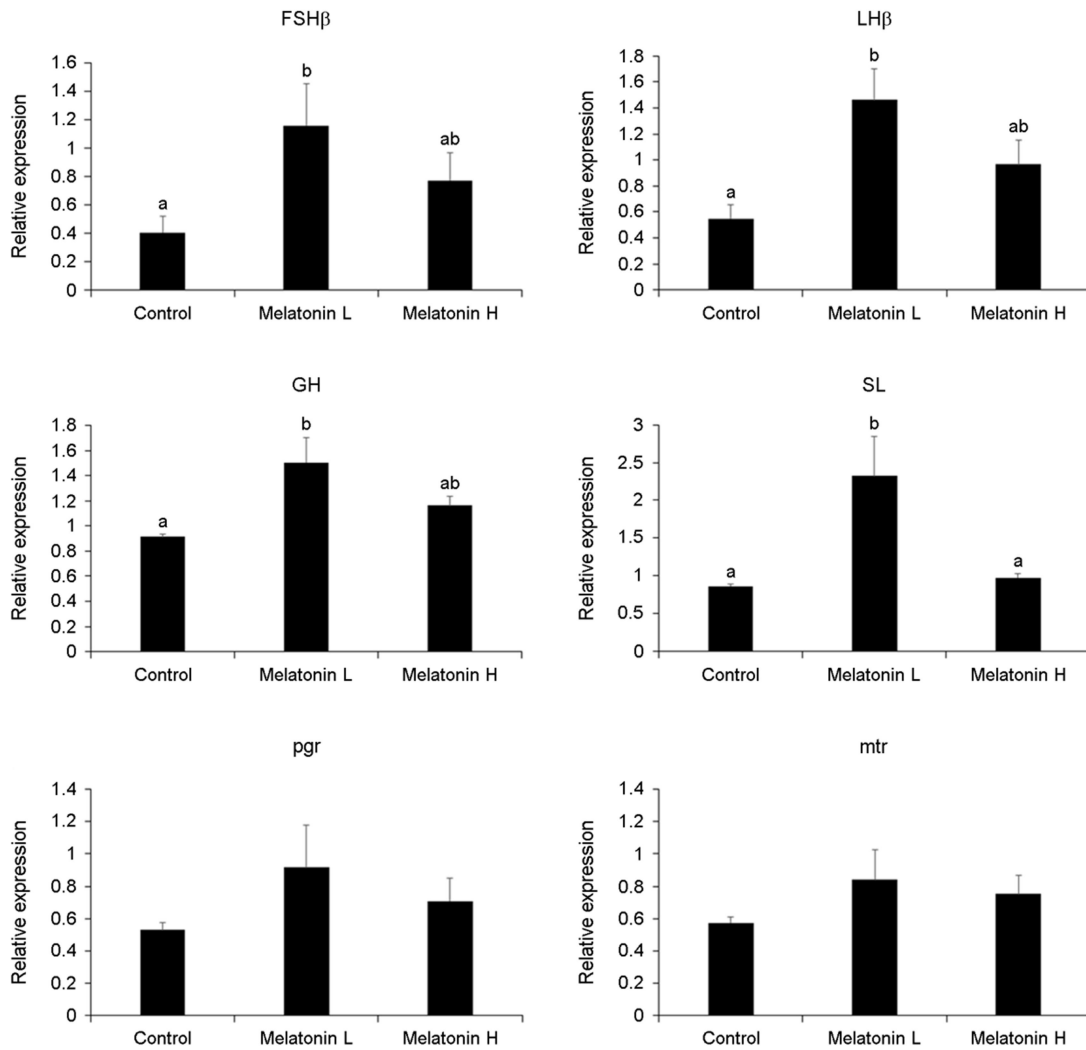 FSHβ
Relative expression
1.6
1.4
1.2
1
0.8
0.6
0.4
0.2
0
a
b
ab
Control Melatonin L Melatonin H
LHβ
Relative expression
1.8
1.6
1.4
1.2
1
0.8
0.6
0.4
0.2
0
a
b
ab
Control Melatonin L Melatonin H
GH
Relative expression
1.8
1.6
1.4
1.2
1
0.8
0.6
0.4
0.2
0
a
b
ab
Control Melatonin L Melatonin H
SL
Relative expression
3
2.5
2
1.5
1
0.5
0
a
b
a
Control Melatonin L Melatonin H
pgr
Relative expression
1.4
1.2
1
0.8
0.6
0.4
0.2
0
Control Melatonin L Melatonin H
mtr
Relative expression
1.4
1.2
1
0.8
0.6
0.4
0.2
0
Control Melatonin L Melatonin H